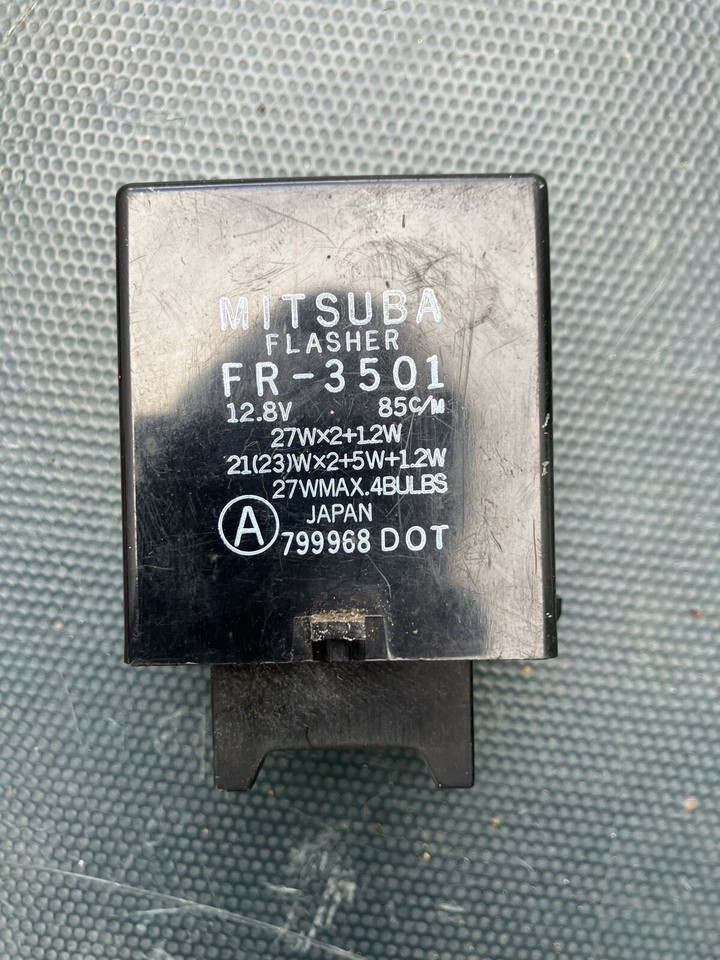 MITSUBA
FLASHER
FR-3501
12.8V 85C/M
27W×2+1.2W
21(23)W×2+5W+1.2W
27WMAX.4BULBS
JAPAN
A 799968 DOT